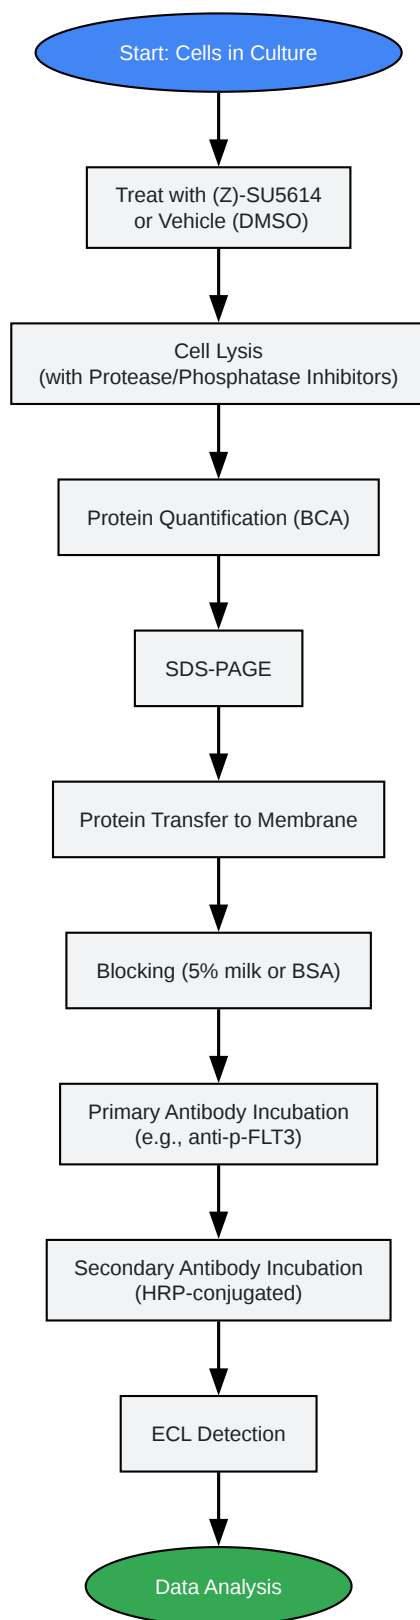 Start: Cells in Culture
Treat with (Z)-SU5614
or Vehicle (DMSO)
Cell Lysis
(with Protease/Phosphatase Inhibitors)
Protein Quantification (BCA)
SDS-PAGE
Protein Transfer to Membrane
Blocking (5% milk or BSA)
Primary Antibody Incubation
(e.g., anti-p-FLT3)
Secondary Antibody Incubation
(HRP-conjugated)
ECL Detection
Data Analysis